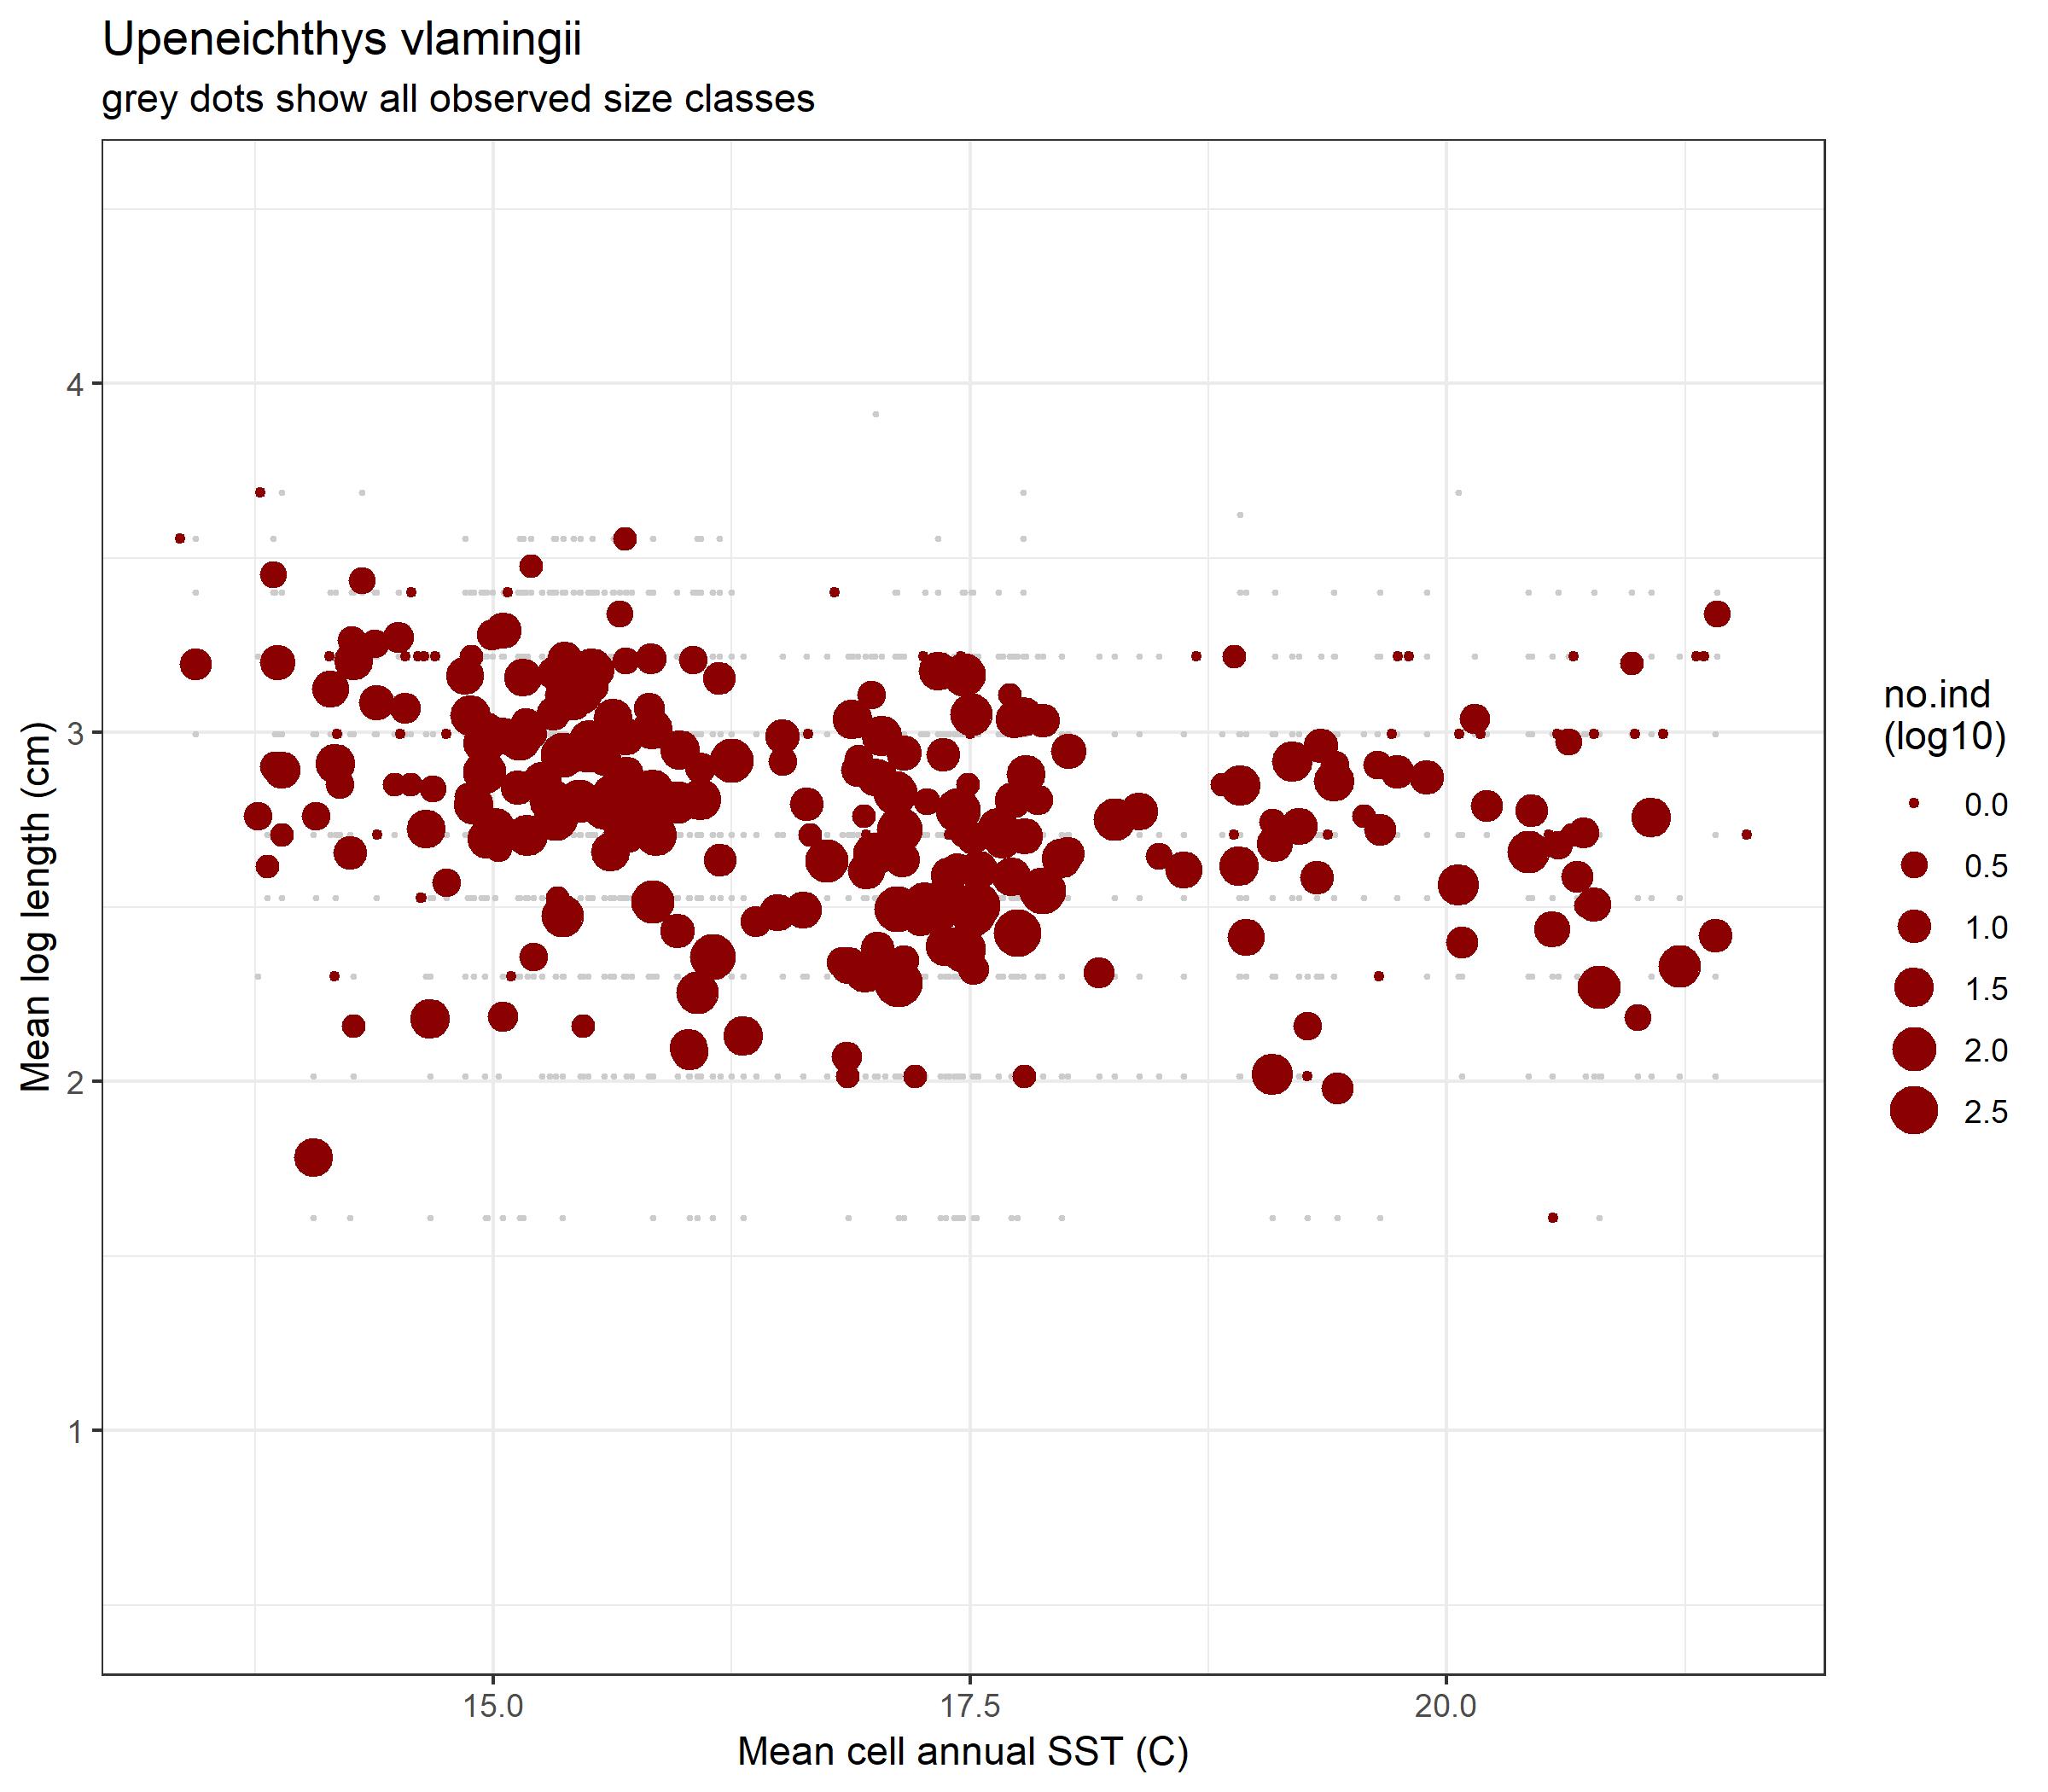 Upeneichthys vlamingii
grey dots show all observed size classes
Mean log length (cm)
4
3
2
1
15.0
17.5
20.0
Mean cell annual SST (C)
no.ind
(log10)
0.0
0.5
1.0
1.5
2.0
2.5